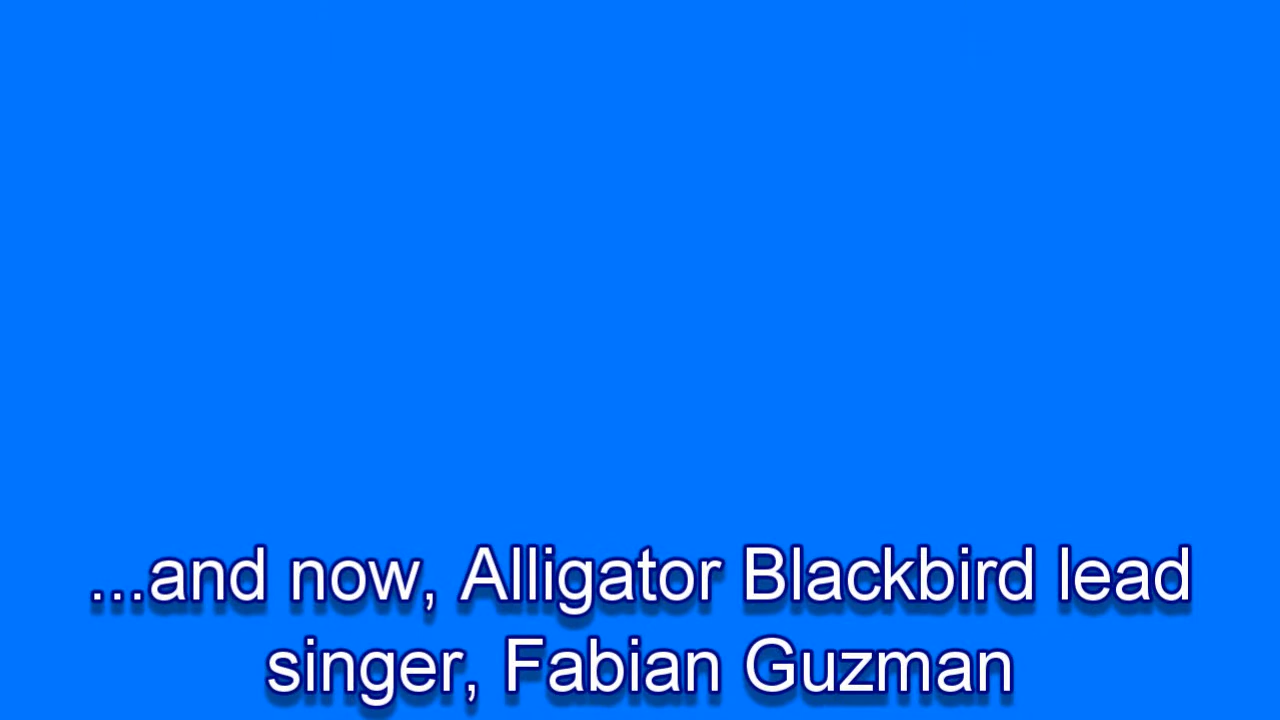 ...and now, Alligator Blackbird lead
singer, Fabian Guzman